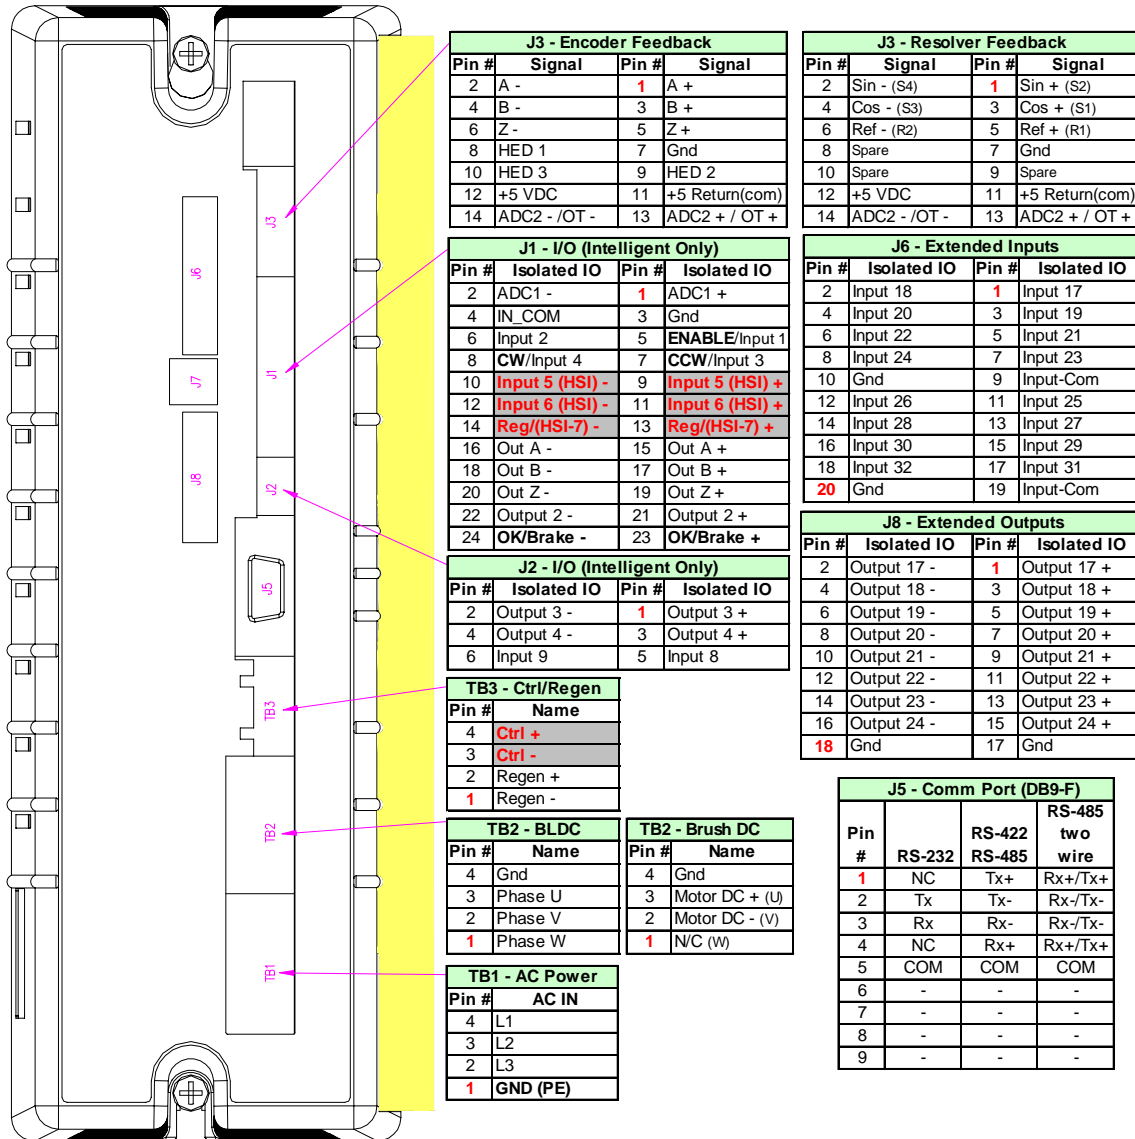 J3 - Encoder Feedback
Pin # Signal Pin # Signal
2 A - 1 A +
4 B - 3 B +
6 Z - 5 Z +
8 HED 1 7 Gnd
10 HED 3 9 HED 2
12 +5 VDC 11 +5 Return(com)
14 ADC2 - /OT - 13 ADC2 + / OT +
J3 - Resolver Feedback
Pin # Signal Pin # Signal
2 Sin - (S4) 1 Sin + (S2)
4 Cos - (S3) 3 Cos + (S1)
6 Ref - (R2) 5 Ref + (R1)
8 Spare 7 Gnd
10 Spare 9 Spare
12 +5 VDC 11 +5 Return(com)
14 ADC2 - /OT - 13 ADC2 + / OT +
J1 - I/O (Intelligent Only)
Pin # Isolated IO Pin # Isolated IO
2 ADC1 - 1 ADC1 +
4 IN_COM 3 Gnd
6 Input 2 5 ENABLE/Input 1
8 CW/Input 4 7 CCW/Input 3
10 Input 5 (HSI) - 9 Input 5 (HSI) +
12 Input 6 (HSI) - 11 Input 6 (HSI) +
14 Reg/(HSI-7) - 13 Reg/(HSI-7) +
16 Out A - 15 Out A +
18 Out B - 17 Out B +
20 Out Z - 19 Out Z +
22 Output 2 - 21 Output 2 +
24 OK/Brake - 23 OK/Brake +
J6 - Extended Inputs
Pin # Isolated IO Pin # Isolated IO
2 Input 18 1 Input 17
4 Input 20 3 Input 19
6 Input 22 5 Input 21
8 Input 24 7 Input 23
10 Gnd 9 Input-Com
12 Input 26 11 Input 25
14 Input 28 13 Input 27
16 Input 30 15 Input 29
18 Input 32 17 Input 31
20 Gnd 19 Input-Com
J2 - I/O (Intelligent Only)
Pin # Isolated IO Pin # Isolated IO
2 Output 3 - 1 Output 3 +
4 Output 4 - 3 Output 4 +
6 Input 9 5 Input 8
J8 - Extended Outputs
Pin # Isolated IO Pin # Isolated IO
2 Output 17 - 1 Output 17 +
4 Output 18 - 3 Output 18 +
6 Output 19 - 5 Output 19 +
8 Output 20 - 7 Output 20 +
10 Output 21 - 9 Output 21 +
12 Output 22 - 11 Output 22 +
14 Output 23 - 13 Output 23 +
16 Output 24 - 15 Output 24 +
18 Gnd 17 Gnd
TB3 - Ctrl/Regen
Pin # Name
4 Ctrl +
3 Ctrl -
2 Regen +
1 Regen -
TB2 - BLDC
Pin # Name
4 Gnd
3 Phase U
2 Phase V
1 Phase W
TB2 - Brush DC
Pin # Name
4 Gnd
3 Motor DC + (U)
2 Motor DC - (V)
1 N/C (W)
TB1 - AC Power
Pin # AC IN
4 L1
3 L2
2 L3
1 GND (PE)
J5 - Comm Port (DB9-F)
Pin # RS-232 RS-422 RS-485 RS-485 two wire
1 NC Tx+ Rx+/Tx+
2 Tx Tx- Rx-/Tx-
3 Rx Rx- Rx-/Tx-
4 NC Rx+ Rx+/Tx+
5 COM COM COM
6 - - -
7 - - -
8 - - -
9 - - -
J3
J6
J1
J7
J8
J2
J5
TB3
TB2
TB1